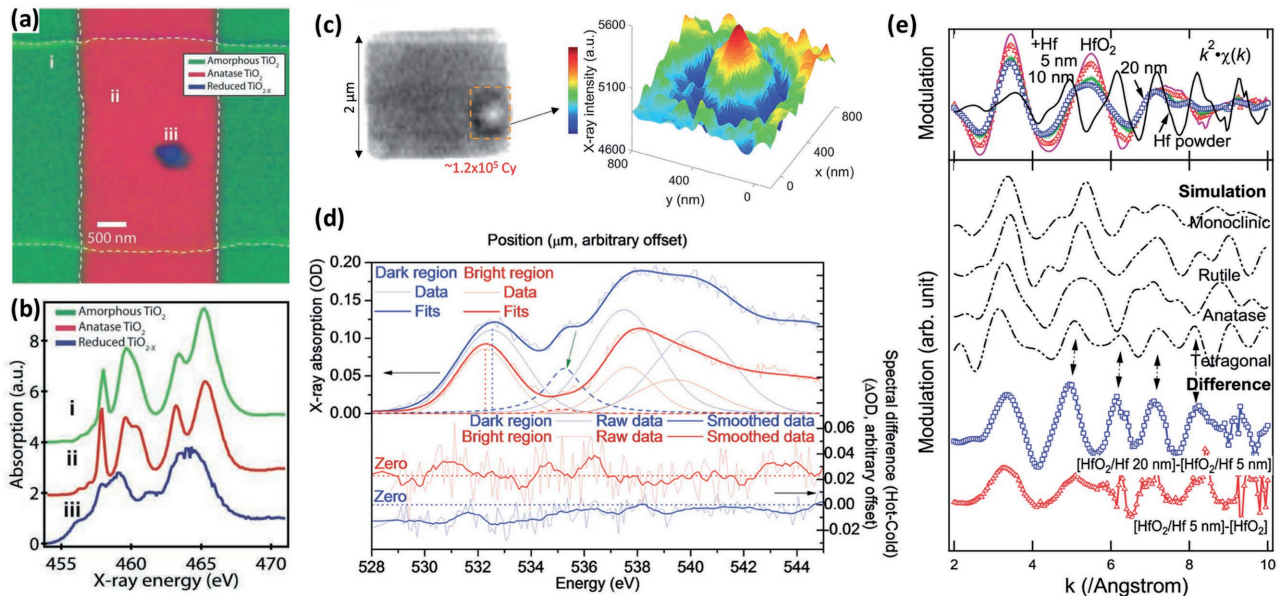 (a)
i
ii
iii
Amorphous TiO₂
Anatase TiO₂
Reduced TiO₂₋ₓ
500 nm
(b)
Amorphous TiO₂
Anatase TiO₂
Reduced TiO₂₋ₓ
Absorption (a.u.)
8
6
4
2
0
i
ii
iii
455 460 465 470
X-ray energy (eV)
(c)
2 μm
~1.2x10⁵ Cy
X-ray intensity (a.u.)
5600
5100
4600
800
400
0
y (nm)
800
400
0
x (nm)
(d)
Position (μm, arbitrary offset)
X-ray absorption (OD)
0.20
0.15
0.10
0.05
0.00
Dark region Bright region
Data Data
Fits Fits
Dark region Raw data Smoothed data
Bright region Raw data Smoothed data
Zero
Zero
0.06
0.04
0.02
0.00
-0.02
Spectral difference (Hot-Cold)
(ΔOD, arbitrary offset)
528 530 532 534 536 538 540 542 544
Energy (eV)
(e)
Modulation
+Hf HfO₂ k²•χ(k)
5 nm
10 nm 20 nm
Hf powder
Modulation (arb. unit)
Simulation
Monoclinic
Rutile
Anatase
Tetragonal
Difference
[HfO₂/Hf 20 nm]-[HfO₂/Hf 5 nm]
[HfO₂/Hf 5 nm]-[HfO₂]
2 4 6 8 10
k (/Angstrom)